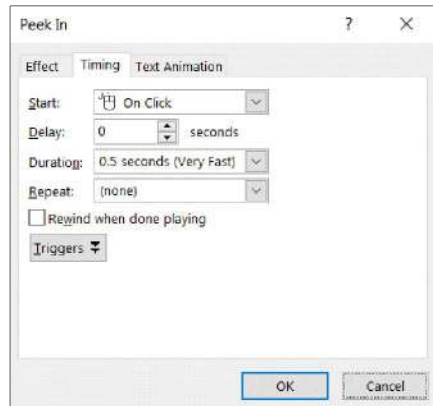 Peek In ? ×
Effect Timing Text Animation
Start: On Click
Delay: 0 seconds
Duration: 0.5 seconds (Very Fast)
Repeat: (none)
Rewind when done playing
Triggers
OK Cancel